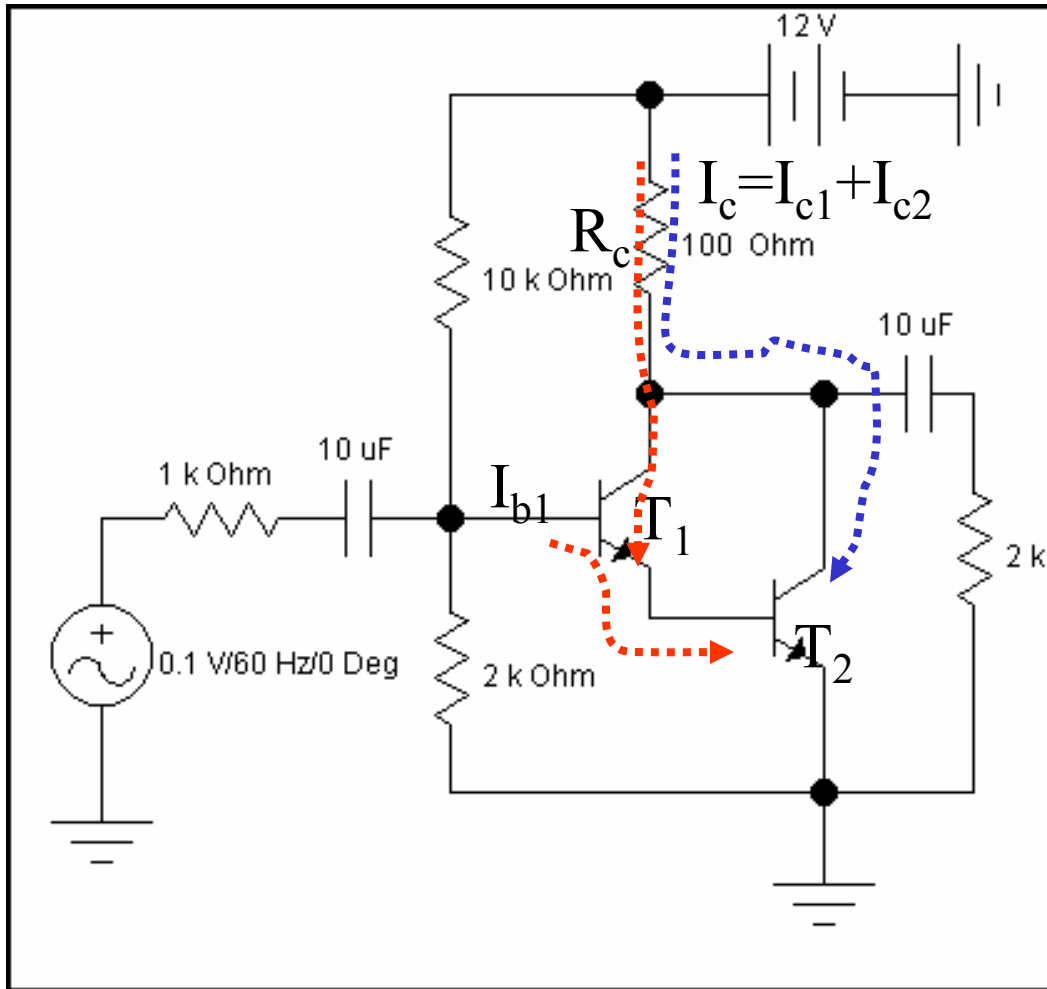 12 V
I_c=I_c1+I_c2
R_c
100 Ohm
10 k Ohm
10 uF
10 uF
1 k Ohm
I_b1
T_1
2 k
+
0.1 V/60 Hz/0 Deg
2 k Ohm
T_2